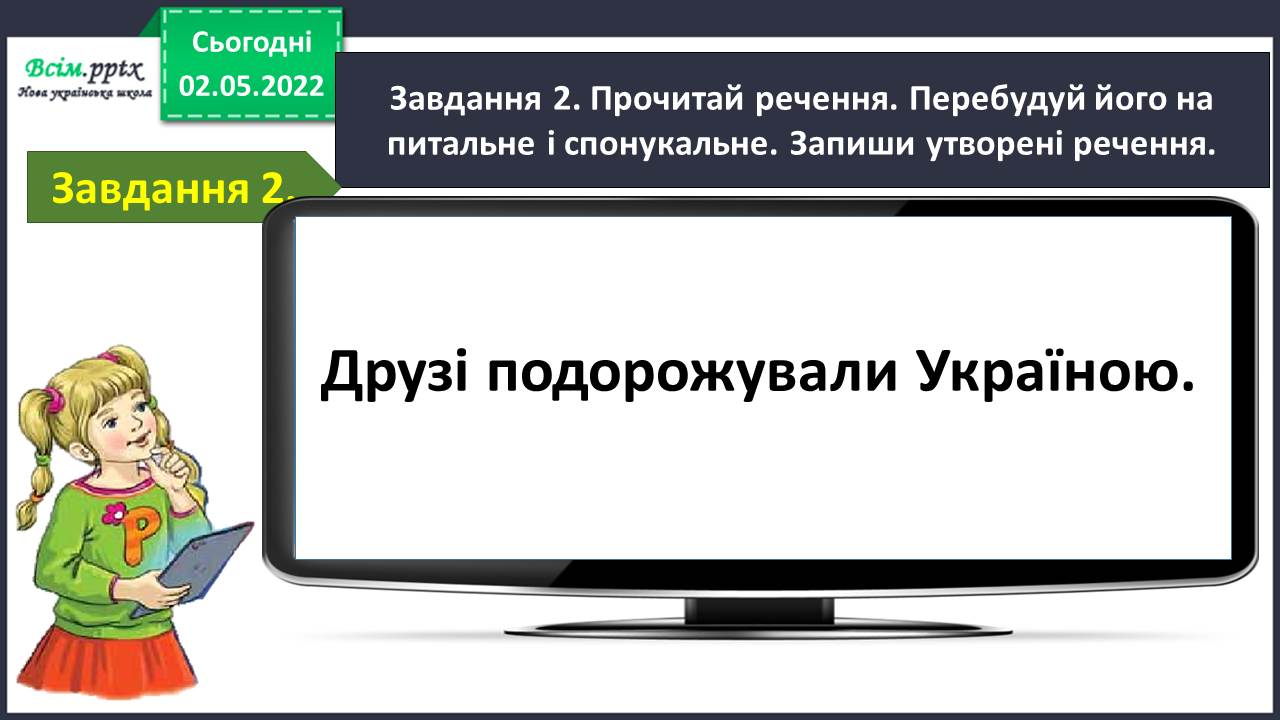 Всім.pptx
Нова українська школа
Сьогодні
02.05.2022
Завдання 2. Прочитай речення. Перебудуй його на
питальне і спонукальне. Запиши утворені речення.
Завдання 2.
Друзі подорожували Україною.
Р